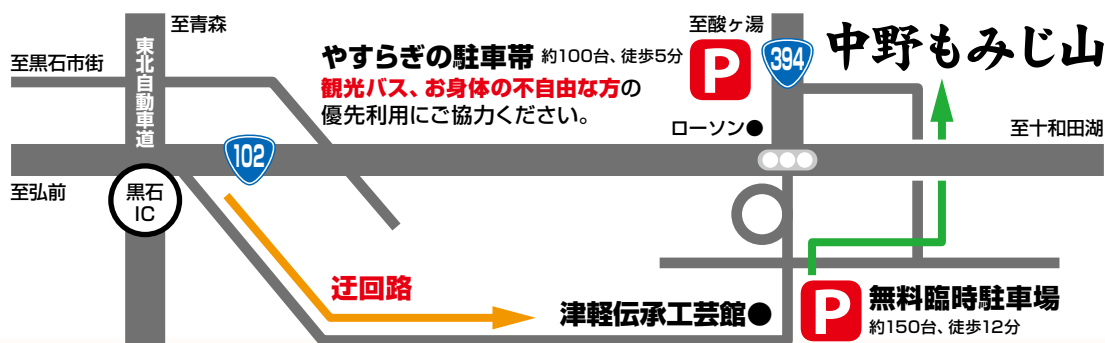 至青森
東北自動車道
至黒石市街
至弘前
黒石
IC
102
やすらぎの駐車帯 約100台、徒歩5分
観光バス、お身体の不自由な方の
優先利用にご協力ください。
至酸ヶ湯
P
394
中野もみじ山
ローソン●
至十和田湖
迂回路
津軽伝承工芸館●
P
無料臨時駐車場
約150台、徒歩12分